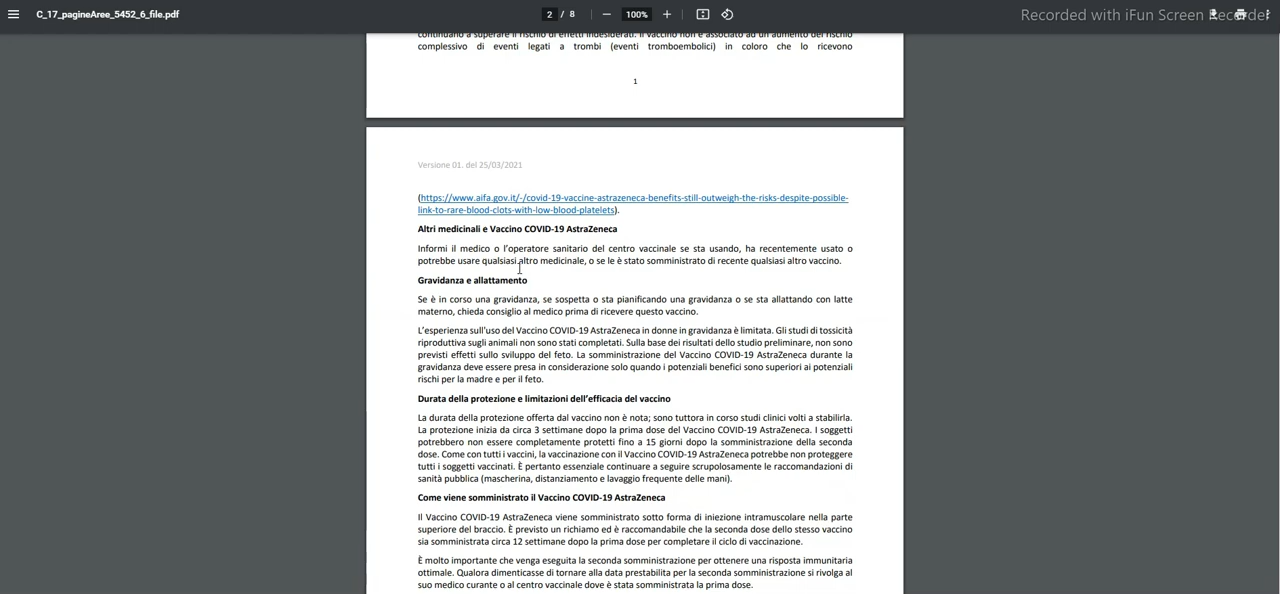 C_17_pagineAree_5452_6_file.pdf
2 / 8
100%
Recorded with iFun Screen Recorder
continuano a superare il rischio di effetti indesiderati. Il vaccino non è associato ad un aumento del rischio
complessivo di eventi legati a trombi (eventi tromboembolici) in coloro che lo ricevono
1
Versione 01. del 25/03/2021
(https://www.aifa.gov.it/-/covid-19-vaccine-astrazeneca-benefits-still-outweigh-the-risks-despite-possible-
link-to-rare-blood-clots-with-low-blood-platelets).
Altri medicinali e Vaccino COVID-19 AstraZeneca
Informi il medico o l'operatore sanitario del centro vaccinale se sta usando, ha recentemente usato o
potrebbe usare qualsiasi altro medicinale, o se le è stato somministrato di recente qualsiasi altro vaccino.
Gravidanza e allattamento
Se è in corso una gravidanza, se sospetta o sta pianificando una gravidanza o se sta allattando con latte
materno, chieda consiglio al medico prima di ricevere questo vaccino.
L'esperienza sull'uso del Vaccino COVID-19 AstraZeneca in donne in gravidanza è limitata. Gli studi di tossicità
riproduttiva sugli animali non sono stati completati. Sulla base dei risultati dello studio preliminare, non sono
previsti effetti sullo sviluppo del feto. La somministrazione del Vaccino COVID-19 AstraZeneca durante la
gravidanza deve essere presa in considerazione solo quando i potenziali benefici sono superiori ai potenziali
rischi per la madre e per il feto.
Durata della protezione e limitazioni dell'efficacia del vaccino
La durata della protezione offerta dal vaccino non è nota; sono tuttora in corso studi clinici volti a stabilirla.
La protezione inizia da circa 3 settimane dopo la prima dose del Vaccino COVID-19 AstraZeneca. I soggetti
potrebbero non essere completamente protetti fino a 15 giorni dopo la somministrazione della seconda
dose. Come con tutti i vaccini, la vaccinazione con il Vaccino COVID-19 AstraZeneca potrebbe non proteggere
tutti i soggetti vaccinati. È pertanto essenziale continuare a seguire scrupolosamente le raccomandazioni di
sanità pubblica (mascherina, distanziamento e lavaggio frequente delle mani).
Come viene somministrato il Vaccino COVID-19 AstraZeneca
Il Vaccino COVID-19 AstraZeneca viene somministrato sotto forma di iniezione intramuscolare nella parte
superiore del braccio. È previsto un richiamo ed è raccomandabile che la seconda dose dello stesso vaccino
sia somministrata circa 12 settimane dopo la prima dose per completare il ciclo di vaccinazione.
È molto importante che venga eseguita la seconda somministrazione per ottenere una risposta immunitaria
ottimale. Qualora dimenticasse di tornare alla data prestabilita per la seconda somministrazione si rivolga al
suo medico curante o al centro vaccinale dove è stata somministrata la prima dose.